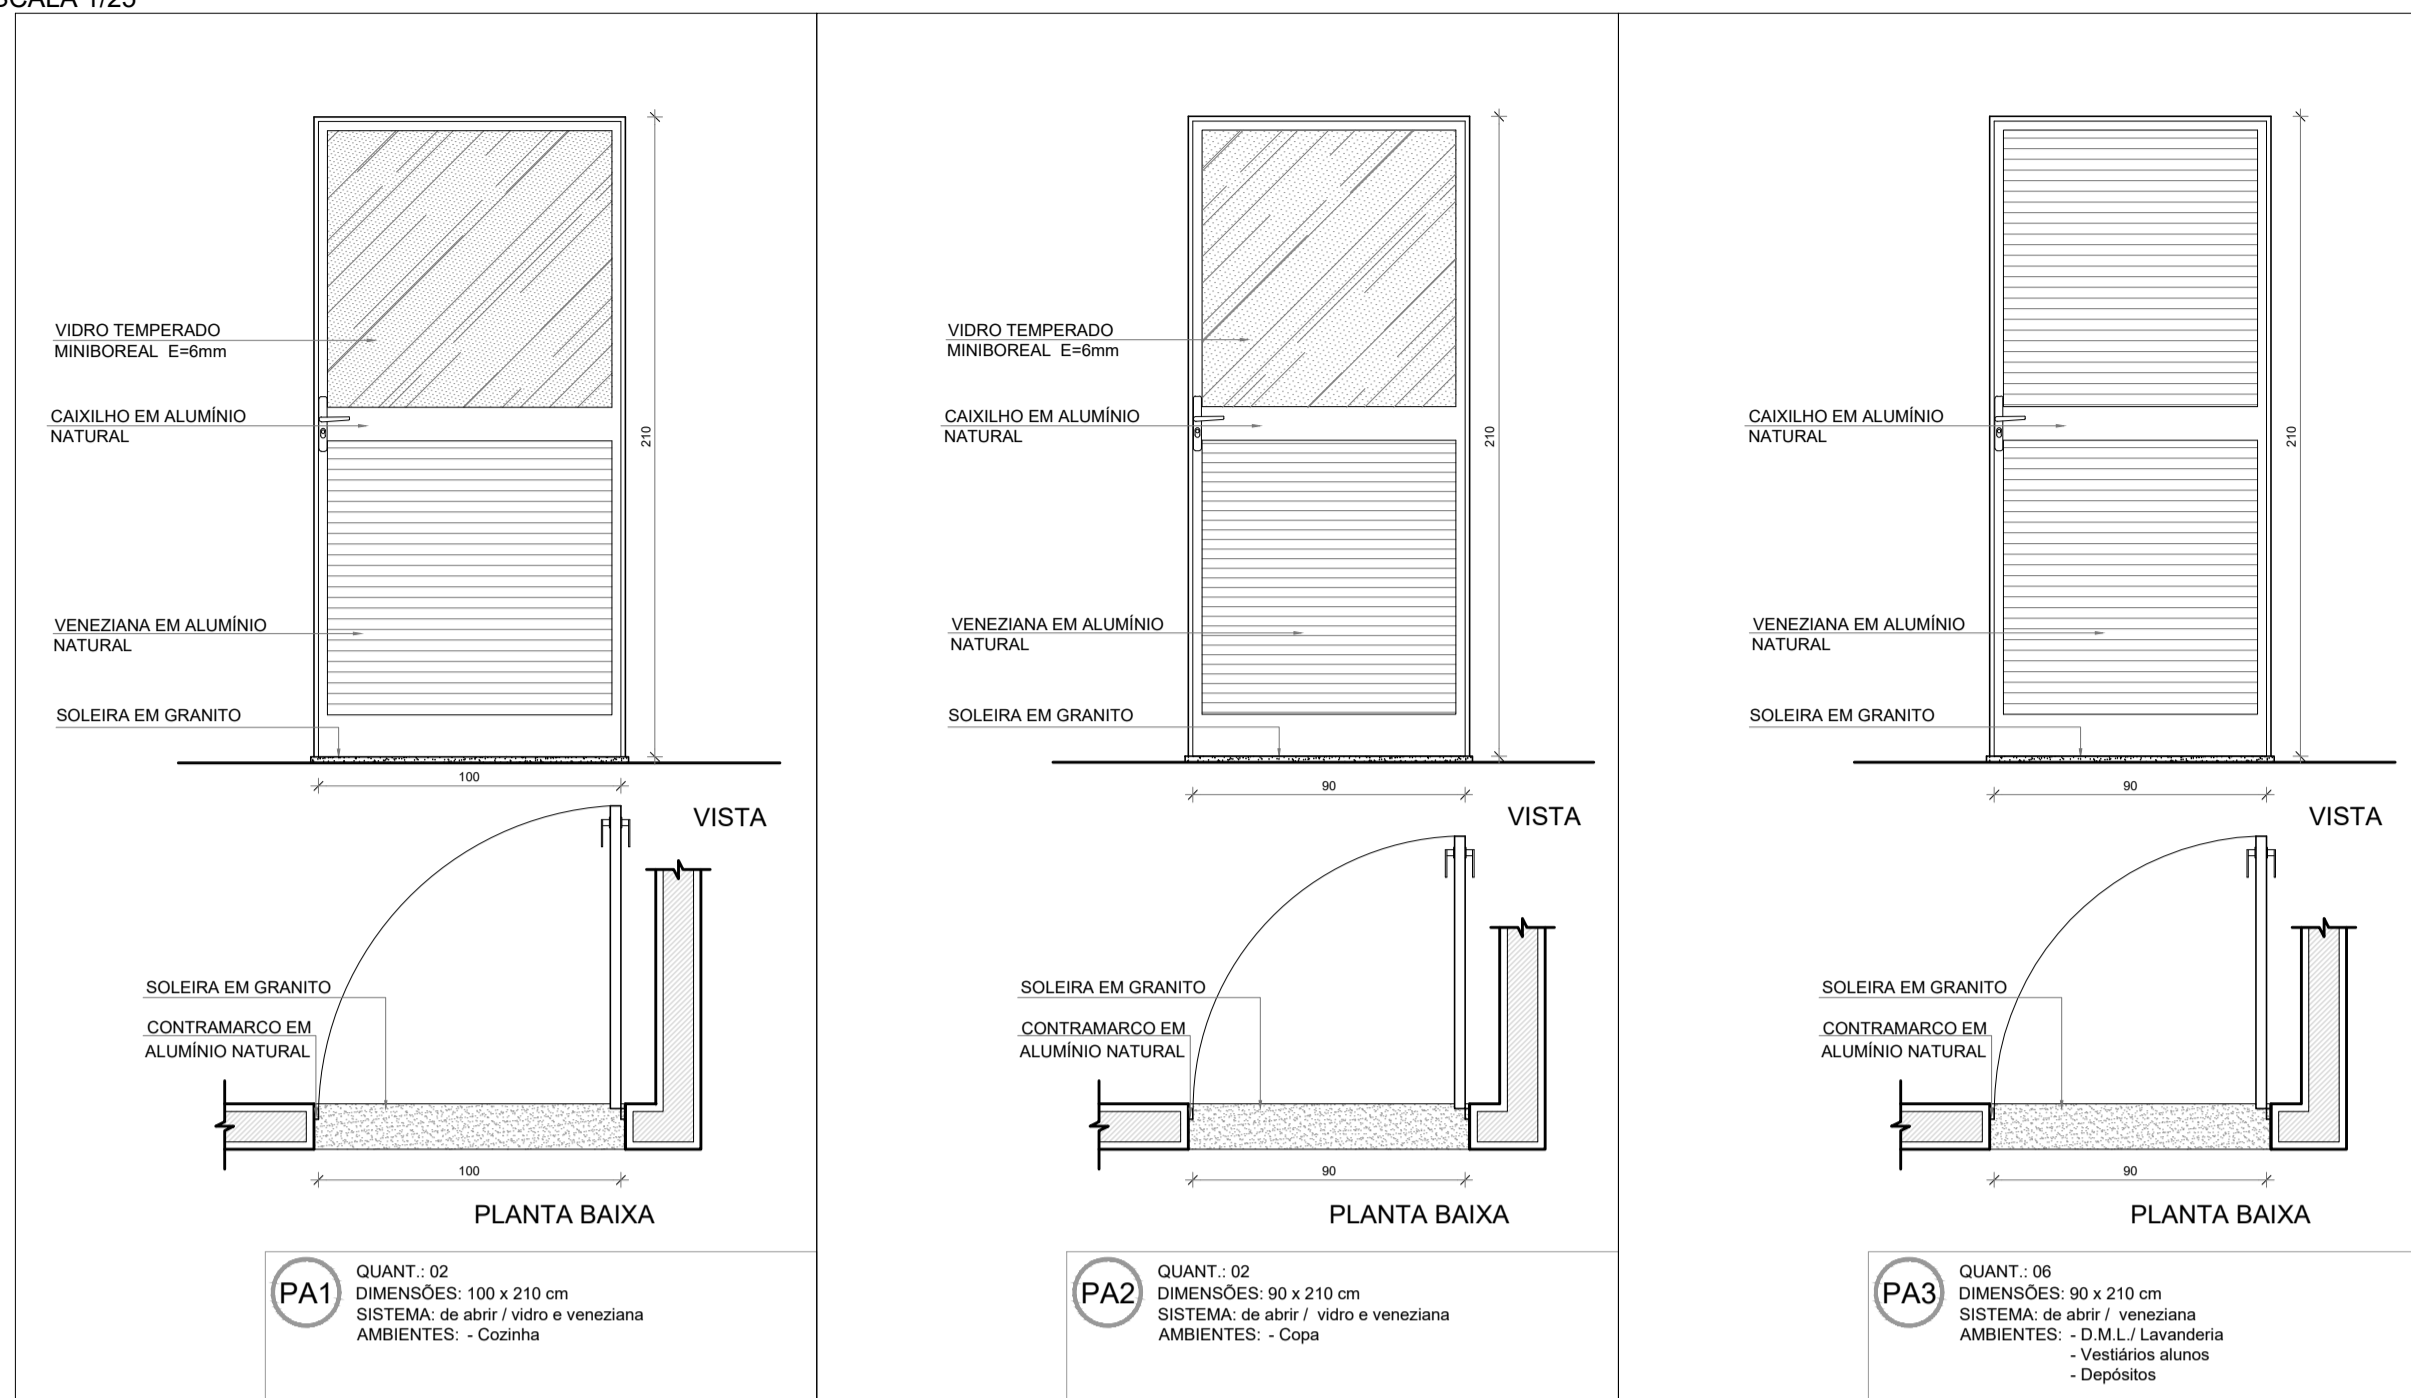 VIDRO TEMPERADO
MINIBOREAL E=6mm
CAIXILHO EM ALUMÍNIO
NATURAL
210
VENEZIANA EM ALUMÍNIO
NATURAL
SOLEIRA EM GRANITO
100
VISTA
SOLEIRA EM GRANITO
CONTRAMARCO EM
ALUMÍNIO NATURAL
100
PLANTA BAIXA
PA1
QUANT.: 02
DIMENSÕES: 100 x 210 cm
SISTEMA: de abrir / vidro e veneziana
AMBIENTES: - Cozinha
VIDRO TEMPERADO
MINIBOREAL E=6mm
CAIXILHO EM ALUMÍNIO
NATURAL
210
VENEZIANA EM ALUMÍNIO
NATURAL
SOLEIRA EM GRANITO
90
VISTA
SOLEIRA EM GRANITO
CONTRAMARCO EM
ALUMÍNIO NATURAL
90
PLANTA BAIXA
PA2
QUANT.: 02
DIMENSÕES: 90 x 210 cm
SISTEMA: de abrir / vidro e veneziana
AMBIENTES: - Copa
CAIXILHO EM ALUMÍNIO
NATURAL
210
VENEZIANA EM ALUMÍNIO
NATURAL
SOLEIRA EM GRANITO
90
VISTA
SOLEIRA EM GRANITO
CONTRAMARCO EM
ALUMÍNIO NATURAL
90
PLANTA BAIXA
PA3
QUANT.: 06
DIMENSÕES: 90 x 210 cm
SISTEMA: de abrir / veneziana
AMBIENTES: - D.M.L./ Lavanderia
- Vestiários alunos
- Depósitos